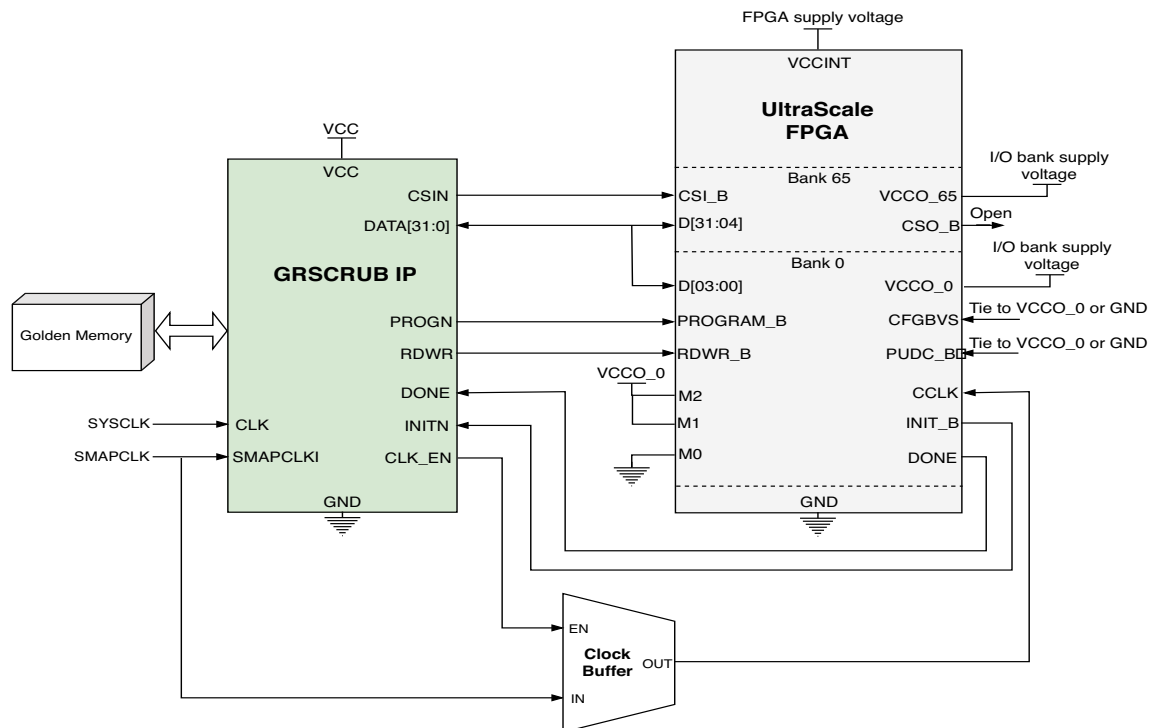 FPGA supply voltage
VCCINT
UltraScale
FPGA
VCC
VCC
Bank 65
I/O bank supply
voltage
CSIN
CSI_B
VCCO_65
DATA[31:0]
D[31:04]
CSO_B
Open
GRSCRUB IP
Bank 0
I/O bank supply
voltage
D[03:00]
VCCO_0
Golden Memory
PROGN
PROGRAM_B
CFGBVS
Tie to VCCO_0 or GND
RDWR
RDWR_B
PUDC_B
Tie to VCCO_0 or GND
VCCO_0
DONE
M2
CCLK
SYSCLK
CLK
INITN
M1
INIT_B
SMAPCLK
SMAPCLKI
CLK_EN
M0
DONE
GND
GND
EN
Clock
Buffer
OUT
IN